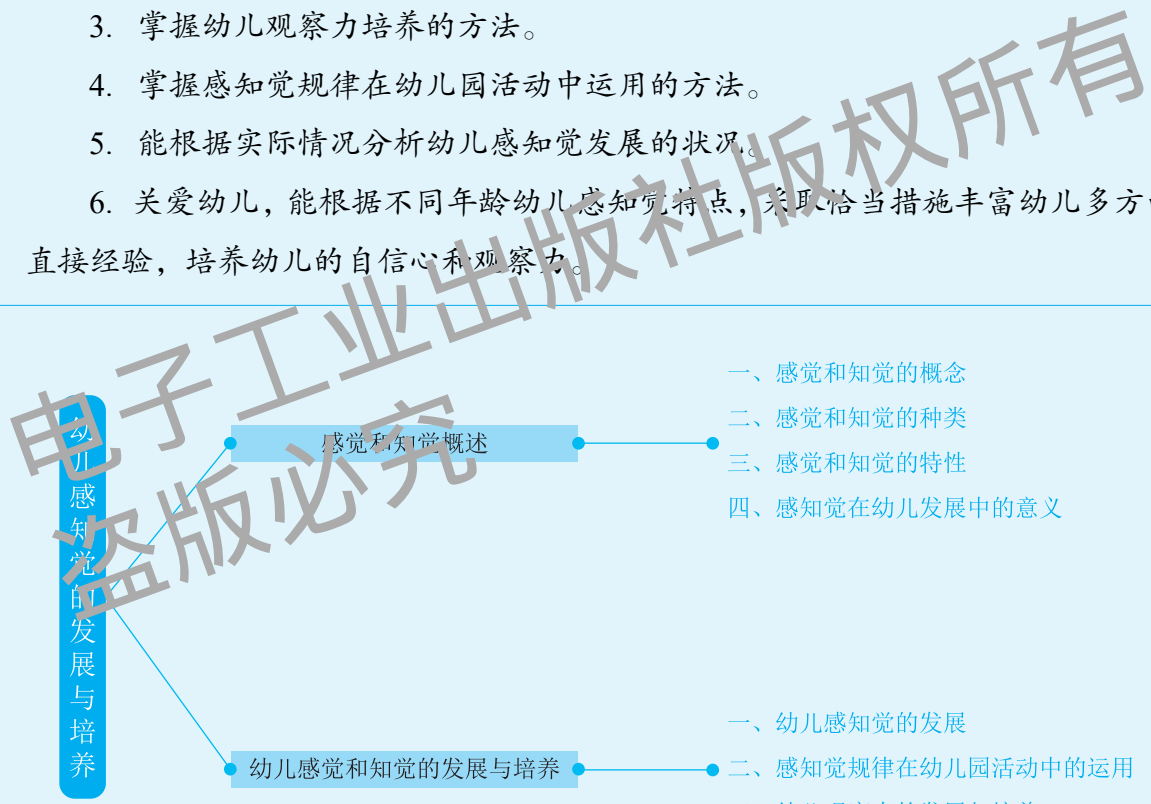 3. 掌握幼儿观察力培养的方法。
4. 掌握感知觉规律在幼儿园活动中运用的方法。
5. 能根据实际情况分析幼儿感知觉发展的状况。
6. 关爱幼儿，能根据不同年龄幼儿感知觉特点，采取恰当措施丰富幼儿多方
直接经验，培养幼儿的自信心和观察力。
电子工业出版社版权所有
盗版必究
幼儿感知觉的发展与培养
感觉和知觉概述
一、感觉和知觉的概念
二、感觉和知觉的种类
三、感觉和知觉的特性
四、感知觉在幼儿发展中的意义
幼儿感觉和知觉的发展与培养
一、幼儿感知觉的发展
二、感知觉规律在幼儿园活动中的运用